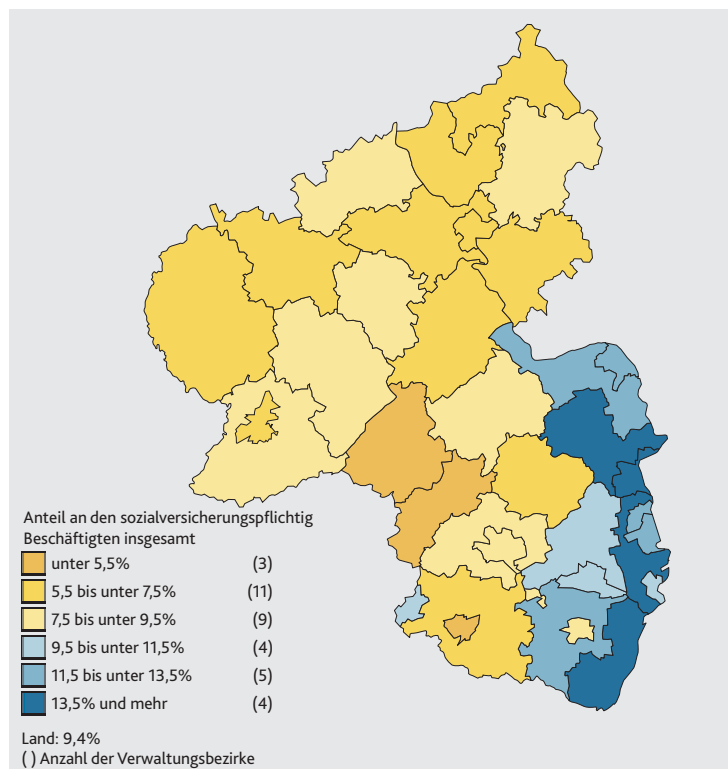 Anteil an den sozialversicherungspflichtig
Beschäftigten insgesamt
unter 5,5% (3)
5,5 bis unter 7,5% (11)
7,5 bis unter 9,5% (9)
9,5 bis unter 11,5% (4)
11,5 bis unter 13,5% (5)
13,5% und mehr (4)
Land: 9,4%
( ) Anzahl der Verwaltungsbezirke